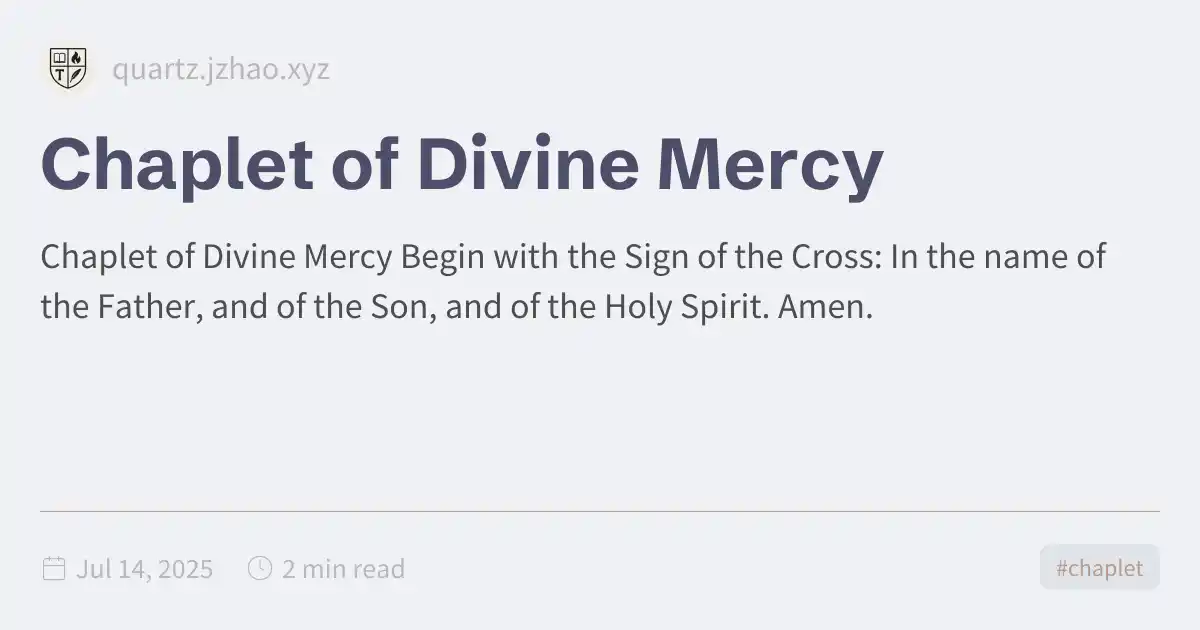 T
quartz.jzhao.xyz
Chaplet of Divine Mercy
Chaplet of Divine Mercy Begin with the Sign of the Cross: In the name of
the Father, and of the Son, and of the Holy Spirit. Amen.
Jul 14, 2025
2 min read
#chaplet